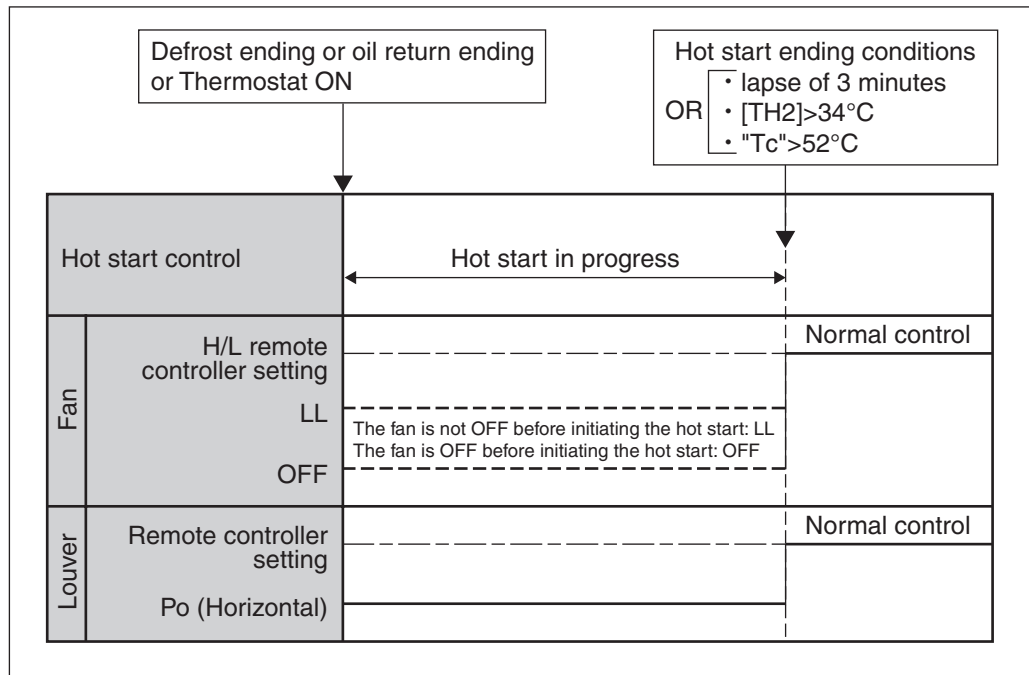 Defrost ending or oil return ending
or Thermostat ON
Hot start ending conditions
OR
・ lapse of 3 minutes
・ [TH2]>34°C
・ "Tc">52°C
Hot start control
Hot start in progress
Fan
H/L remote
controller setting
Normal control
LL
The fan is not OFF before initiating the hot start: LL
The fan is OFF before initiating the hot start: OFF
OFF
Louver
Remote controller
setting
Normal control
Po (Horizontal)